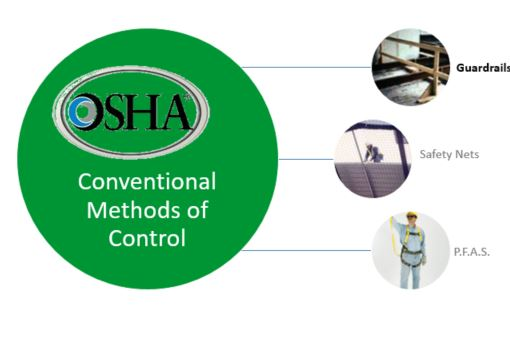 OSHA
Conventional
Methods of
Control
Guardrails
Safety Nets
P.F.A.S.